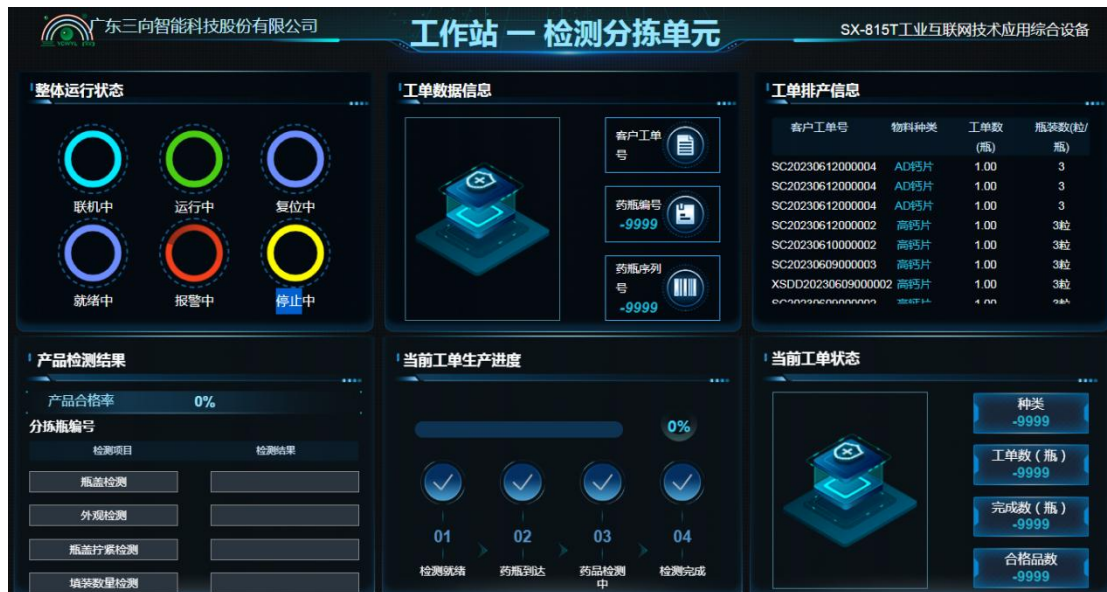 广东三向智能科技股份有限公司
工作站 — 检测分拣单元
SX-815T工业互联网技术应用综合设备
整体运行状态
联机中 运行中 复位中
就绪中 报警中 停止中
工单数据信息
客户工单
号
药瓶编号
-9999
药瓶序列
号
-9999
工单排产信息
客户工单号 物料种类 工单数 瓶装数(粒/
(瓶) 瓶)
SC20230612000004 AD钙片 1.00 3
SC20230612000004 AD钙片 1.00 3
SC20230612000004 AD钙片 1.00 3
SC20230612000002 高钙片 1.00 3粒
SC20230610000002 高钙片 1.00 3粒
SC20230609000003 高钙片 1.00 3粒
XSDD20230609000002 高钙片 1.00 3粒
SC20230609000002 高钙片 1.00 3粒
产品检测结果
产品合格率 0%
分拣瓶编号
检测项目 检测结果
瓶盖检测
外观检测
瓶盖拧紧检测
填装数量检测
当前工单生产进度
0%
01 02 03 04
检测就绪 药瓶到达 药品检测 检测完成
中
当前工单状态
种类
-9999
工单数（瓶）
-9999
完成数（瓶）
-9999
合格品数
-9999